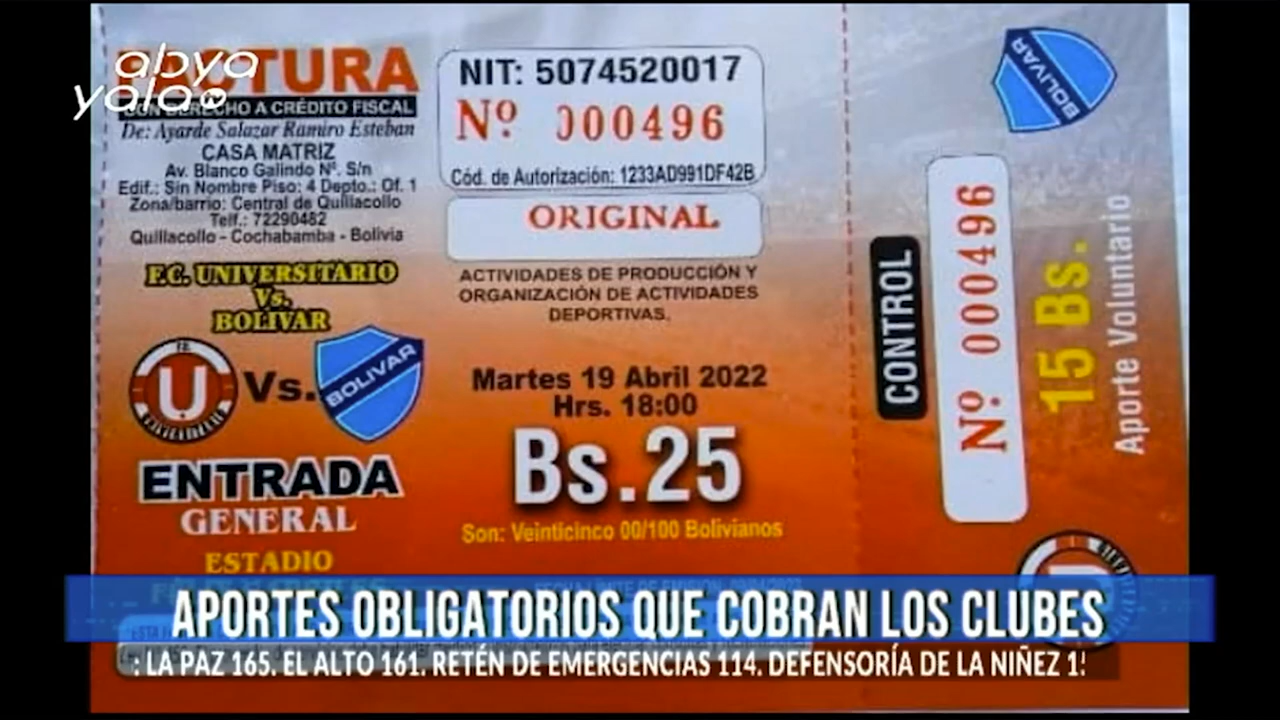 abya
yala tv
FACTURA
CON DERECHO A CRÉDITO FISCAL
De: Ayarde Salazar Ramiro Esteban
CASA MATRIZ
Av. Blanco Galindo Nº. S/n
Edif.: Sin Nombre Piso: 4 Depto.: Of. 1
Zona/barrio: Central de Quillacollo
Telf.: 72290482
Quillacollo - Cochabamba - Bolivia
F.C. UNIVERSITARIO
Vs.
BOLIVAR
U Vs. BOLIVAR
ENTRADA
GENERAL
ESTADIO
NIT: 5074520017
Nº 000496
Cód. de Autorización: 1233AD991DF42B
ORIGINAL
ACTIVIDADES DE PRODUCCIÓN Y
ORGANIZACIÓN DE ACTIVIDADES
DEPORTIVAS.
Martes 19 Abril 2022
Hrs. 18:00
Bs.25
Son: Veinticinco 00/100 Bolivianos
BOLIVAR
CONTROL
Nº 000496
15 Bs.
Aporte Voluntario
APORTES OBLIGATORIOS QUE COBRAN LOS CLUBES
: LA PAZ 165. EL ALTO 161. RETÉN DE EMERGENCIAS 114. DEFENSORÍA DE LA NIÑEZ